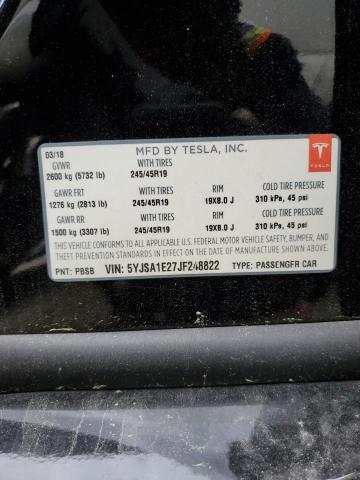 03/18 MFD BY TESLA, INC. TESLA
GVWR WITH TIRES
2600 kg (5732 lb) 245/45R19
GAWR FRT WITH TIRES RIM COLD TIRE PRESSURE
1276 kg (2813 lb) 245/45R19 19X8.0 J 310 kPa, 45 psi
GAWR RR WITH TIRES RIM COLD TIRE PRESSURE
1500 kg (3307 lb) 245/45R19 19X8.0 J 310 kPa, 45 psi
THIS VEHICLE CONFORMS TO ALL APPLICABLE U.S. FEDERAL MOTOR VEHICLE SAFETY, BUMPER, AND
THEFT PREVENTION STANDARDS IN EFFECT ON THE DATE OF MANUFACTURE SHOWN ABOVE.
PNT: PBSB VIN: 5YJSA1E27JF248822 TYPE: PASSENGER CAR